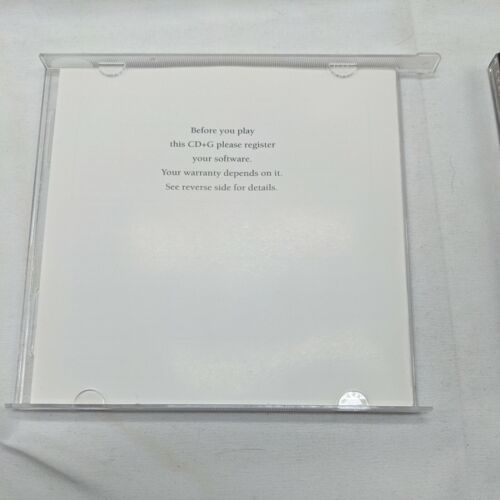 Before you play
this CD+G please register
your software.
Your warranty depends on it.
See reverse side for details.